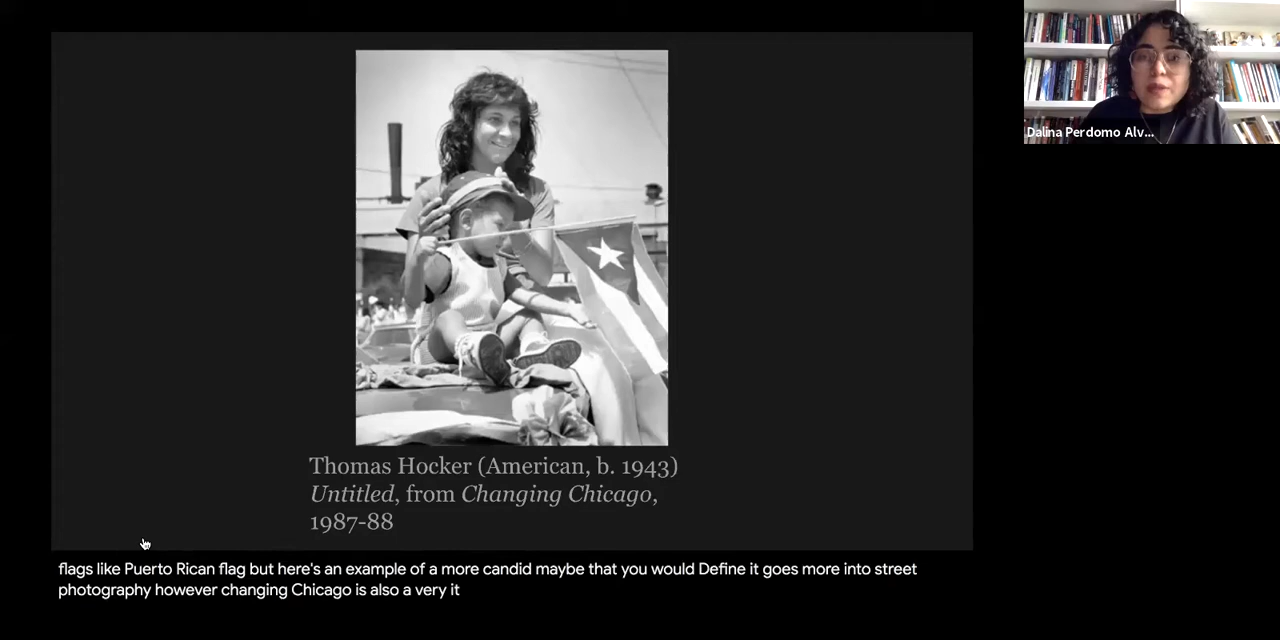 Dalina Perdomo Alv...
Thomas Hocker (American, b. 1943)
Untitled, from Changing Chicago,
1987-88
flags like Puerto Rican flag but here's an example of a more candid maybe that you would Define it goes more into street
photography however changing Chicago is also a very it